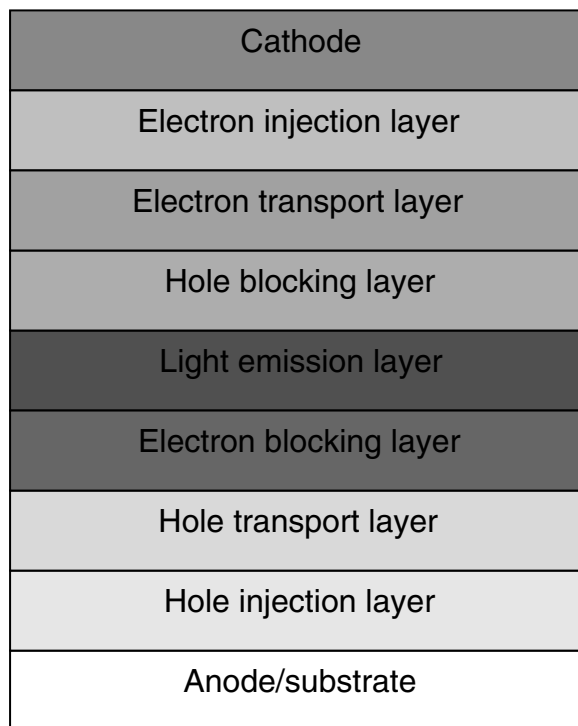 Cathode
Electron injection layer
Electron transport layer
Hole blocking layer
Light emission layer
Electron blocking layer
Hole transport layer
Hole injection layer
Anode/substrate